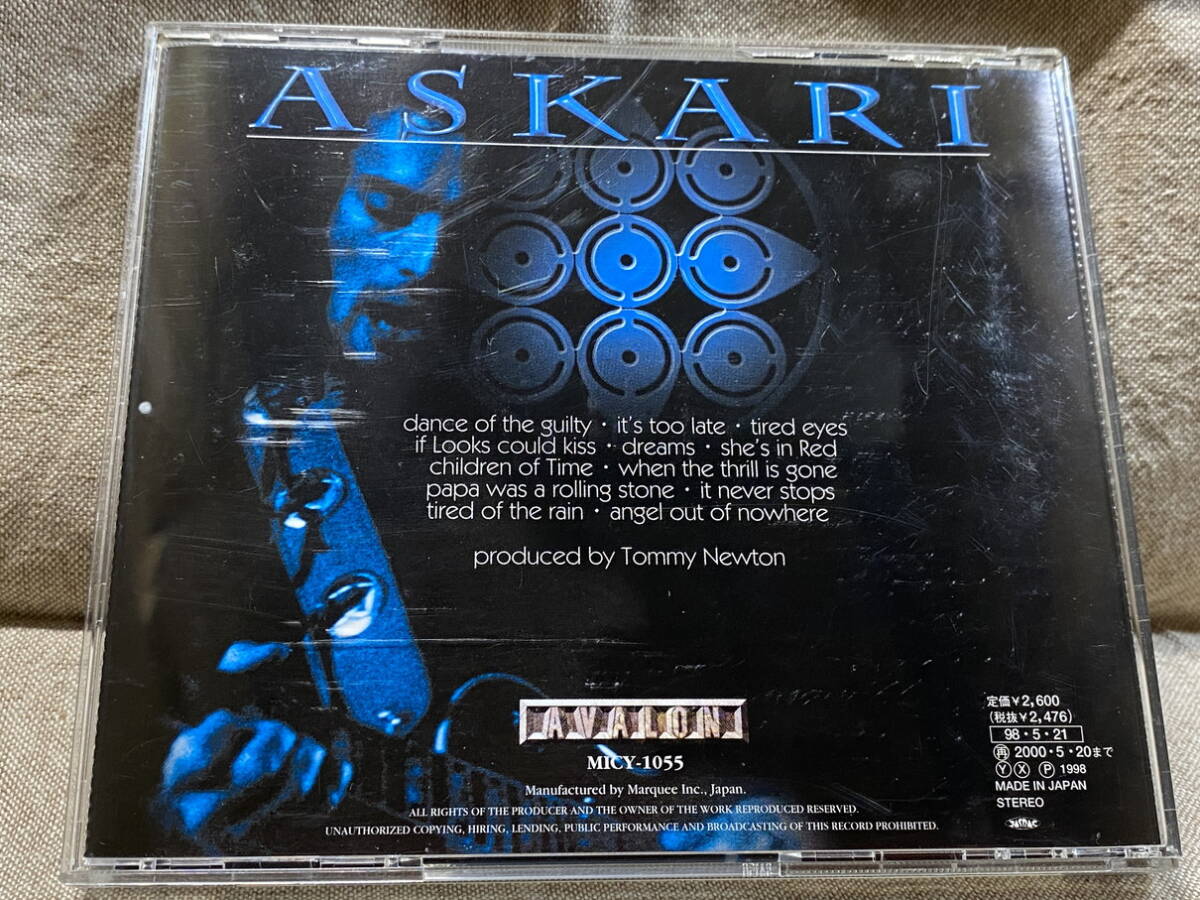 ASKARI
dance of the guilty · it's too late · tired eyes
if Looks could kiss · dreams · she's in Red
children of Time · when the thrill is gone
papa was a rolling stone · it never stops
tired of the rain · angel out of nowhere
produced by Tommy Newton
AVALON
MICY-1055
Manufactured by Marquee Inc., Japan.
ALL RIGHTS OF THE PRODUCER AND THE OWNER OF THE WORK REPRODUCED RESERVED.
UNAUTHORIZED COPYING, HIRING, LENDING, PUBLIC PERFORMANCE AND BROADCASTING OF THIS RECORD PROHIBITED.
定価¥2,600
(税抜¥2,476)
98・5・21
再 2000・5・20まで
Ⓨ Ⓧ Ⓟ 1998
MADE IN JAPAN
STEREO